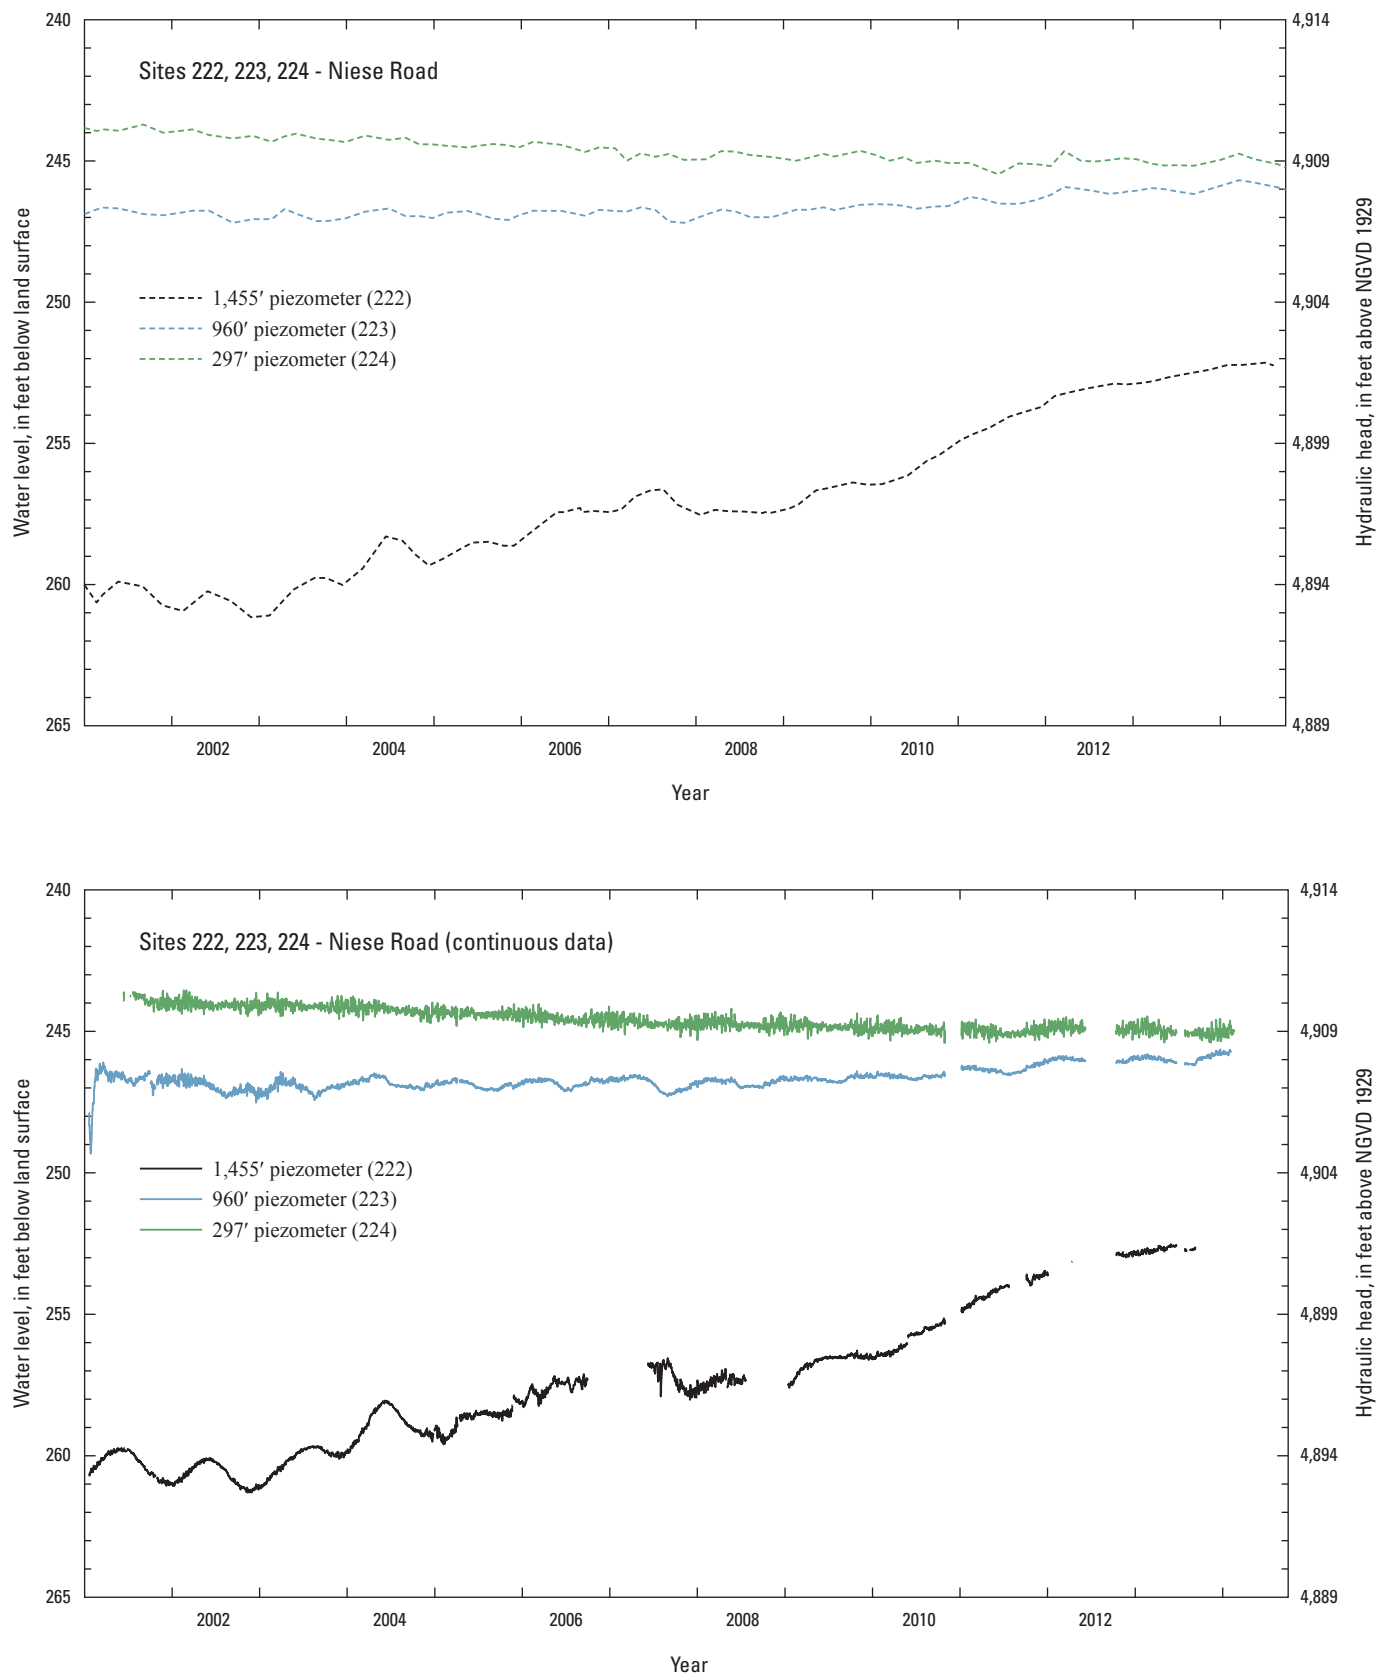 240
4,914
Sites 222, 223, 224 - Niese Road
245
4,909
Water level, in feet below land surface
250
4,904
1,455′ piezometer (222)
960′ piezometer (223)
297′ piezometer (224)
Hydraulic head, in feet above NGVD 1929
255
4,899
260
4,894
265
4,889
2002 2004 2006 2008 2010 2012
Year
240
4,914
Sites 222, 223, 224 - Niese Road (continuous data)
245
4,909
Water level, in feet below land surface
250
4,904
1,455′ piezometer (222)
960′ piezometer (223)
297′ piezometer (224)
Hydraulic head, in feet above NGVD 1929
255
4,899
260
4,894
265
4,889
2002 2004 2006 2008 2010 2012
Year